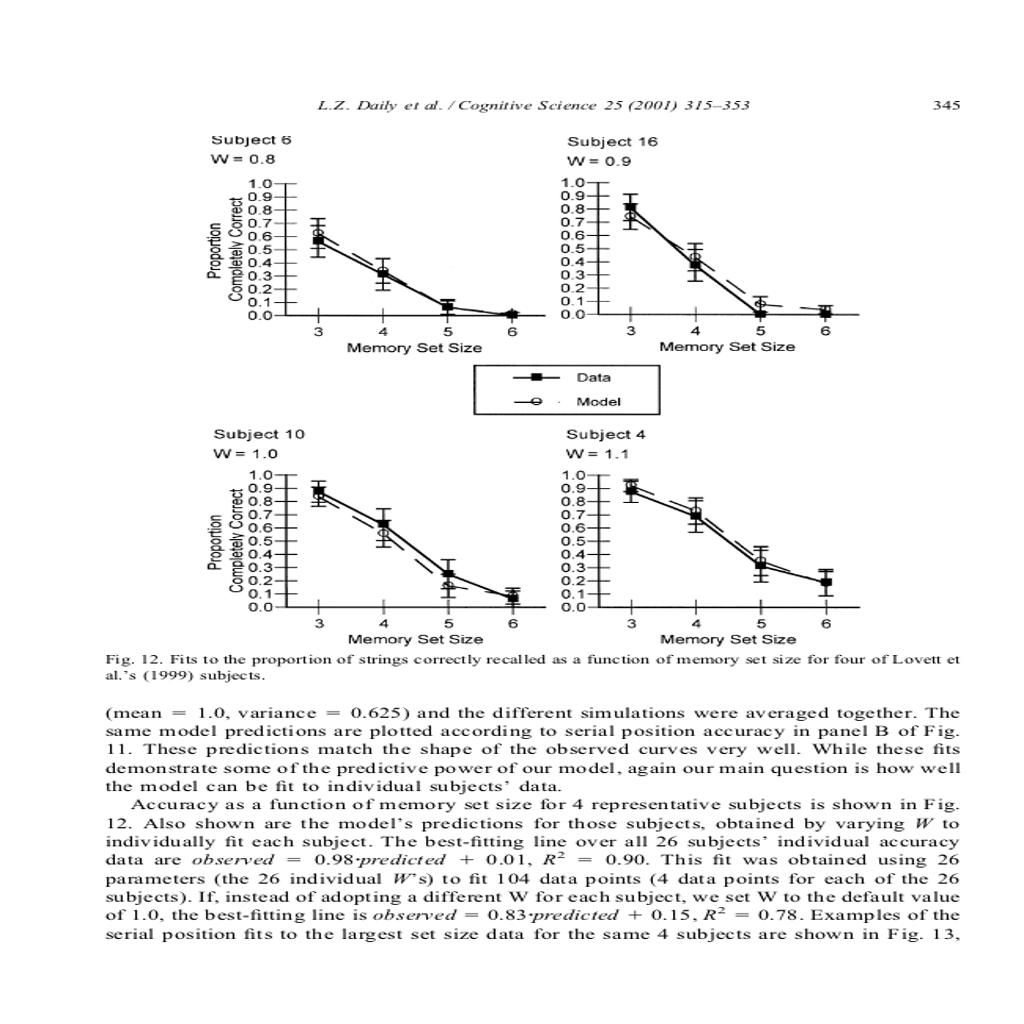 L.Z. Daily et al. / Cognitive Science 25 (2001) 315–353 345
Subject 6
W = 0.8
1.0
0.9
0.8
0.7
0.6
0.5
0.4
0.3
0.2
0.1
0.0
Proportion
Completely Correct
3 4 5 6
Memory Set Size
Subject 16
W = 0.9
1.0
0.9
0.8
0.7
0.6
0.5
0.4
0.3
0.2
0.1
0.0
3 4 5 6
Memory Set Size
Data
Model
Subject 10
W = 1.0
1.0
0.9
0.8
0.7
0.6
0.5
0.4
0.3
0.2
0.1
0.0
Proportion
Completely Correct
3 4 5 6
Memory Set Size
Subject 4
W = 1.1
1.0
0.9
0.8
0.7
0.6
0.5
0.4
0.3
0.2
0.1
0.0
3 4 5 6
Memory Set Size
Fig. 12. Fits to the proportion of strings correctly recalled as a function of memory set size for four of Lovett et
al.'s (1999) subjects.
(mean = 1.0, variance = 0.625) and the different simulations were averaged together. The
same model predictions are plotted according to serial position accuracy in panel B of Fig.
11. These predictions match the shape of the observed curves very well. While these fits
demonstrate some of the predictive power of our model, again our main question is how well
the model can be fit to individual subjects' data.
Accuracy as a function of memory set size for 4 representative subjects is shown in Fig.
12. Also shown are the model's predictions for those subjects, obtained by varying W to
individually fit each subject. The best-fitting line over all 26 subjects' individual accuracy
data are observed = 0.98·predicted + 0.01, R² = 0.90. This fit was obtained using 26
parameters (the 26 individual W's) to fit 104 data points (4 data points for each of the 26
subjects). If, instead of adopting a different W for each subject, we set W to the default value
of 1.0, the best-fitting line is observed = 0.83·predicted + 0.15, R² = 0.78. Examples of the
serial position fits to the largest set size data for the same 4 subjects are shown in Fig. 13,